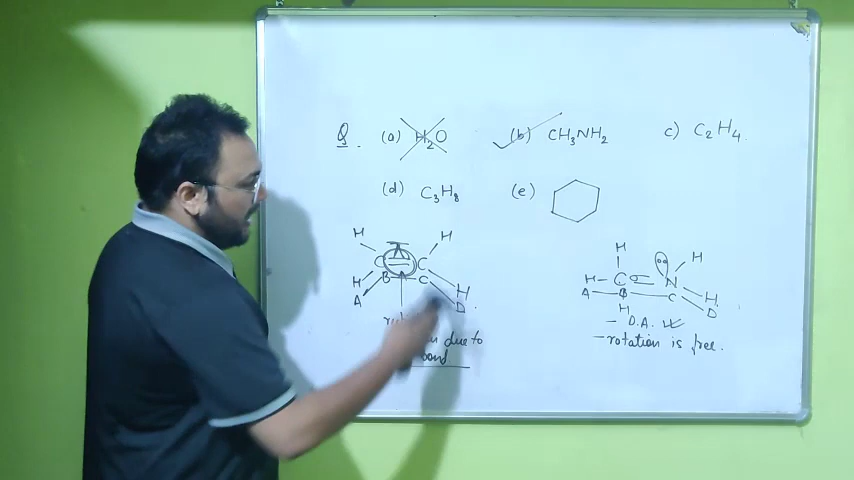 Q. (a) H2O (b) CH3NH2 c) C2H4.
(d) C3H8 (e)
H H
C = C
H B C H
A D
due to
bond
H H
H - C N
A B C H
H D
- D.A.
- rotation is free.